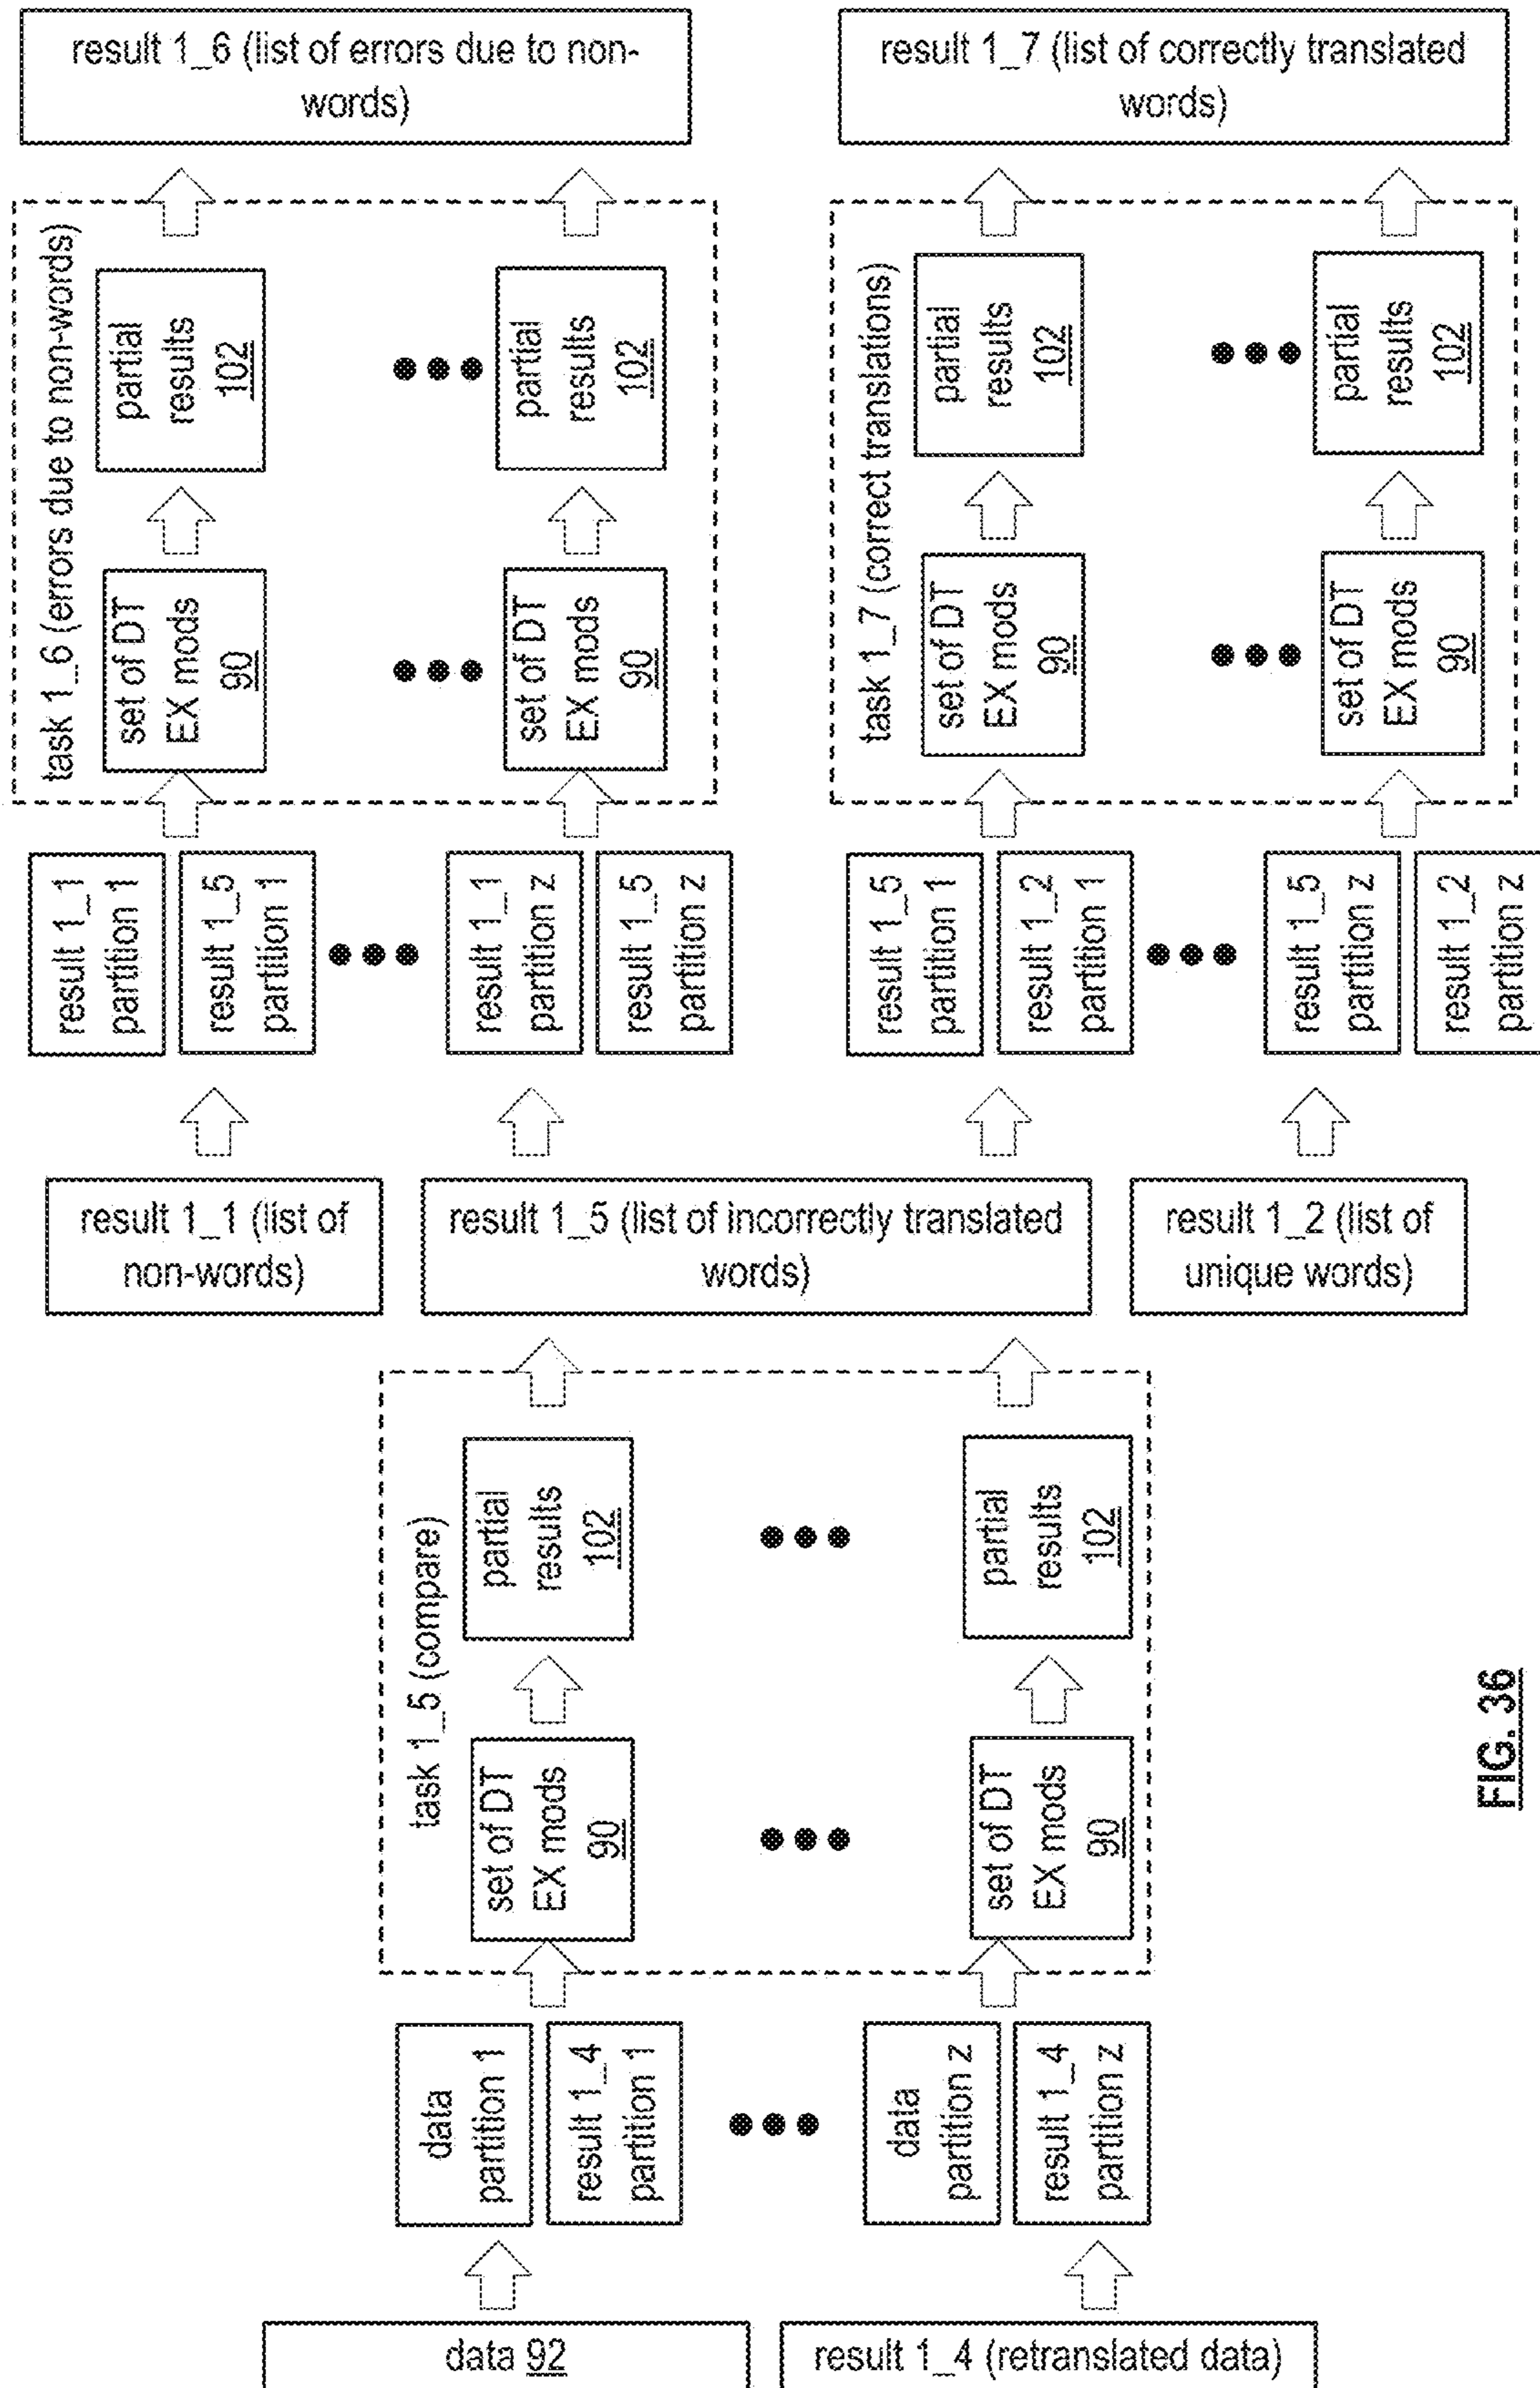 result 1_6 (list of errors due to non-
words)
result 1_7 (list of correctly translated
words)
task 1_6 (errors due to non-words)
set of DT
EX mods
90
partial
results
102
set of DT
EX mods
90
partial
results
102
task 1_7 (correct translations)
set of DT
EX mods
90
partial
results
102
set of DT
EX mods
90
partial
results
102
result 1_1
partition 1
result 1_5
partition 1
result 1_1
partition z
result 1_5
partition z
result 1_5
partition 1
result 1_2
partition 1
result 1_5
partition z
result 1_2
partition z
result 1_1 (list of
non-words)
result 1_5 (list of incorrectly translated
words)
result 1_2 (list of
unique words)
task 1_5 (compare)
set of DT
EX mods
90
partial
results
102
set of DT
EX mods
90
partial
results
102
data
partition 1
result 1_4
partition 1
data
partition z
result 1_4
partition z
data 92
result 1_4 (retranslated data)
FIG. 36